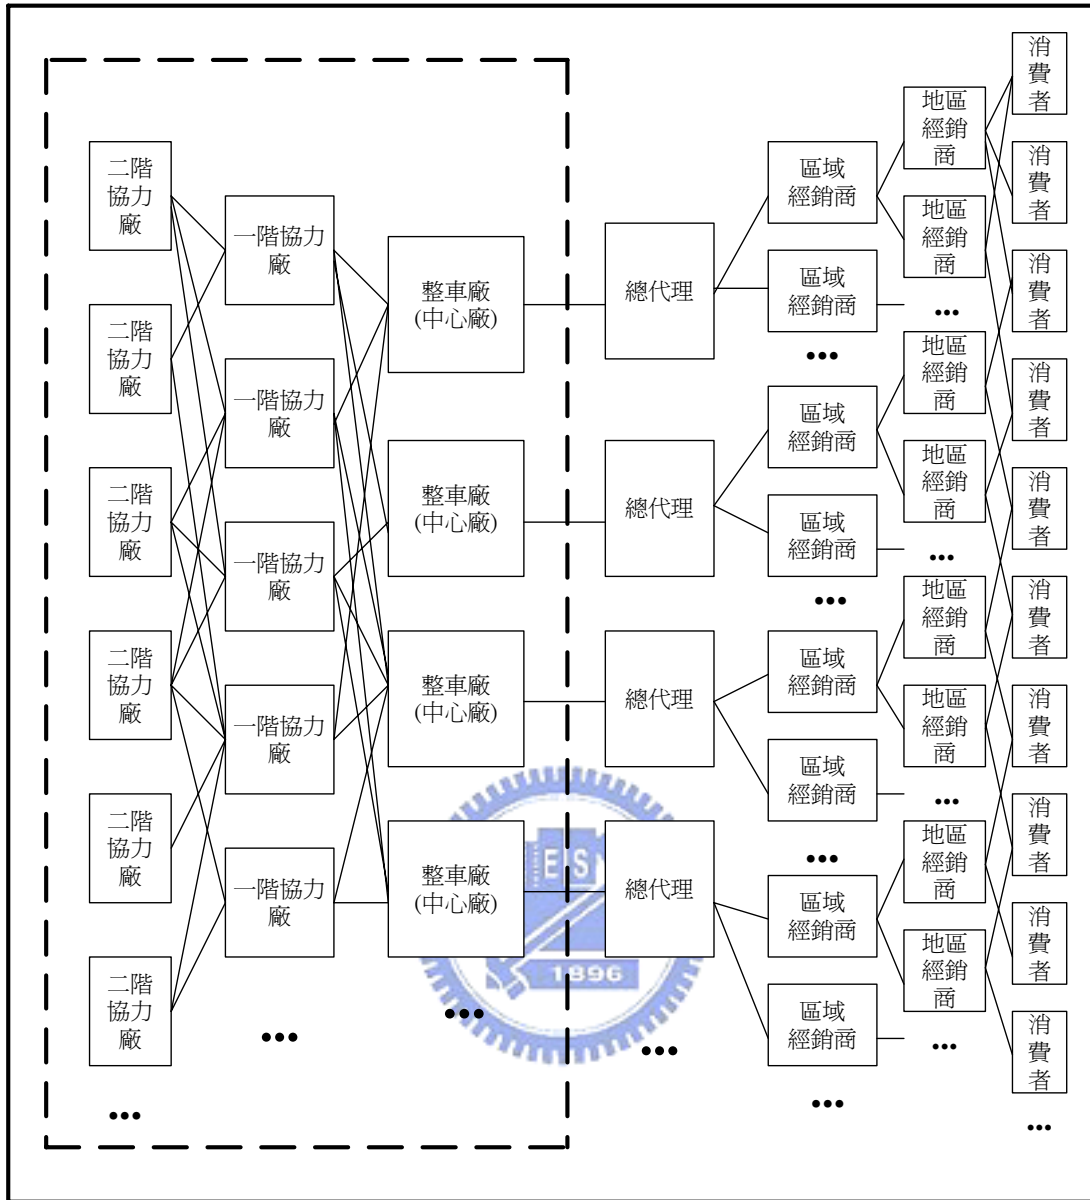 二階
協力
廠
二階
協力
廠
二階
協力
廠
二階
協力
廠
二階
協力
廠
二階
協力
廠
•••
一階協力
廠
一階協力
廠
一階協力
廠
一階協力
廠
一階協力
廠
•••
整車廠
(中心廠)
整車廠
(中心廠)
整車廠
(中心廠)
整車廠
(中心廠)
•••
總代理
總代理
總代理
總代理
•••
區域
經銷商
區域
經銷商
•••
區域
經銷商
區域
經銷商
•••
區域
經銷商
區域
經銷商
•••
區域
經銷商
區域
經銷商
•••
地區
經銷
商
地區
經銷
商
•••
地區
經銷
商
地區
經銷
商
•••
地區
經銷
商
地區
經銷
商
•••
地區
經銷
商
地區
經銷
商
•••
消
費
者
消
費
者
消
費
者
消
費
者
消
費
者
消
費
者
消
費
者
消
費
者
消
費
者
消
費
者
•••
ES
1896